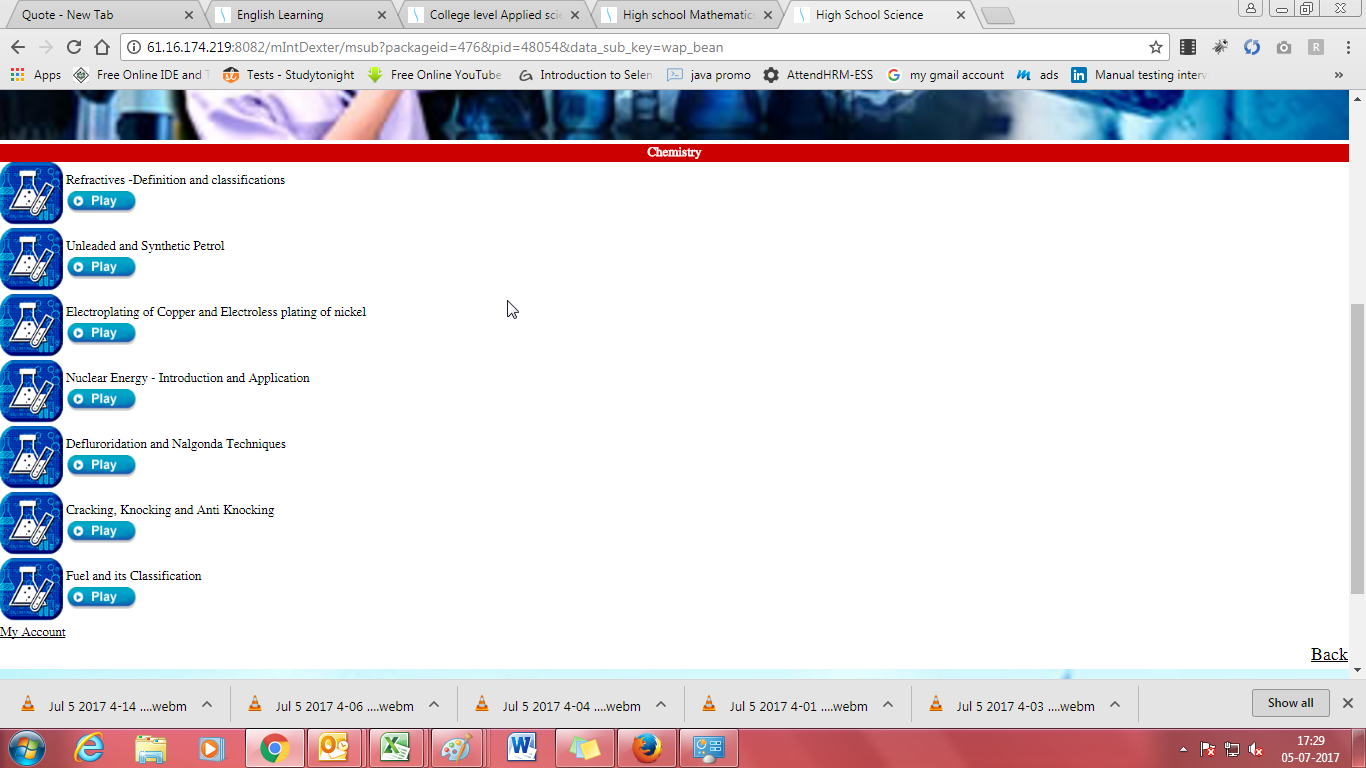 Quote - New Tab
English Learning
College level Applied scie
High school Mathematics
High School Science
61.16.174.219:8082/mIntDexter/msub?packageid=476&pid=48054&data_sub_key=wap_bean
R
Apps
Free Online IDE and T
Tests - Studytonight
Free Online YouTube
Introduction to Selen
java promo
AttendHRM-ESS
my gmail account
ads
Manual testing interv
»
Chemistry
Refractives -Definition and classifications
Play
Unleaded and Synthetic Petrol
Play
Electroplating of Copper and Electroless plating of nickel
Play
Nuclear Energy - Introduction and Application
Play
Defluroridation and Nalgonda Techniques
Play
Cracking, Knocking and Anti Knocking
Play
Fuel and its Classification
Play
My Account
Back
Jul 5 2017 4-14 ....webm
Jul 5 2017 4-06 ....webm
Jul 5 2017 4-04 ....webm
Jul 5 2017 4-01 ....webm
Jul 5 2017 4-03 ....webm
Show all
17:29
05-07-2017